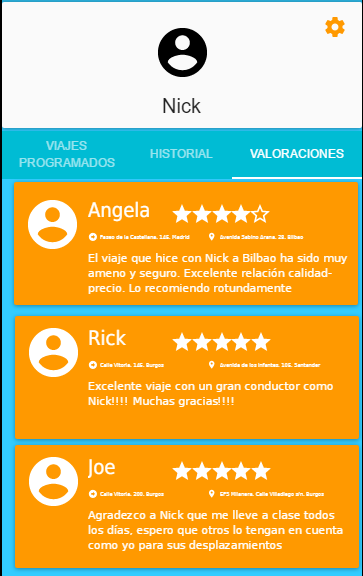 Nick
VIAJES
PROGRAMADOS
HISTORIAL
VALORACIONES
Angela
Paseo de la Castellana, 146, Madrid
Avenida Sabino Arana, 28, Bilbao
El viaje que hice con Nick a Bilbao ha sido muy
ameno y seguro. Excelente relación calidad-
precio. Lo recomiendo rotundamente
Rick
Calle Vitoria, 146, Burgos
Avenida de los Infantes, 106, Santander
Excelente viaje con un gran conductor como
Nick!!!! Muchas gracias!!!!
Joe
Calle Vitoria, 200, Burgos
EPS Milanera, Calle Villadiego s/n, Burgos
Agradezco a Nick que me lleve a clase todos
los días, espero que otros lo tengan en cuenta
como yo para sus desplazamientos